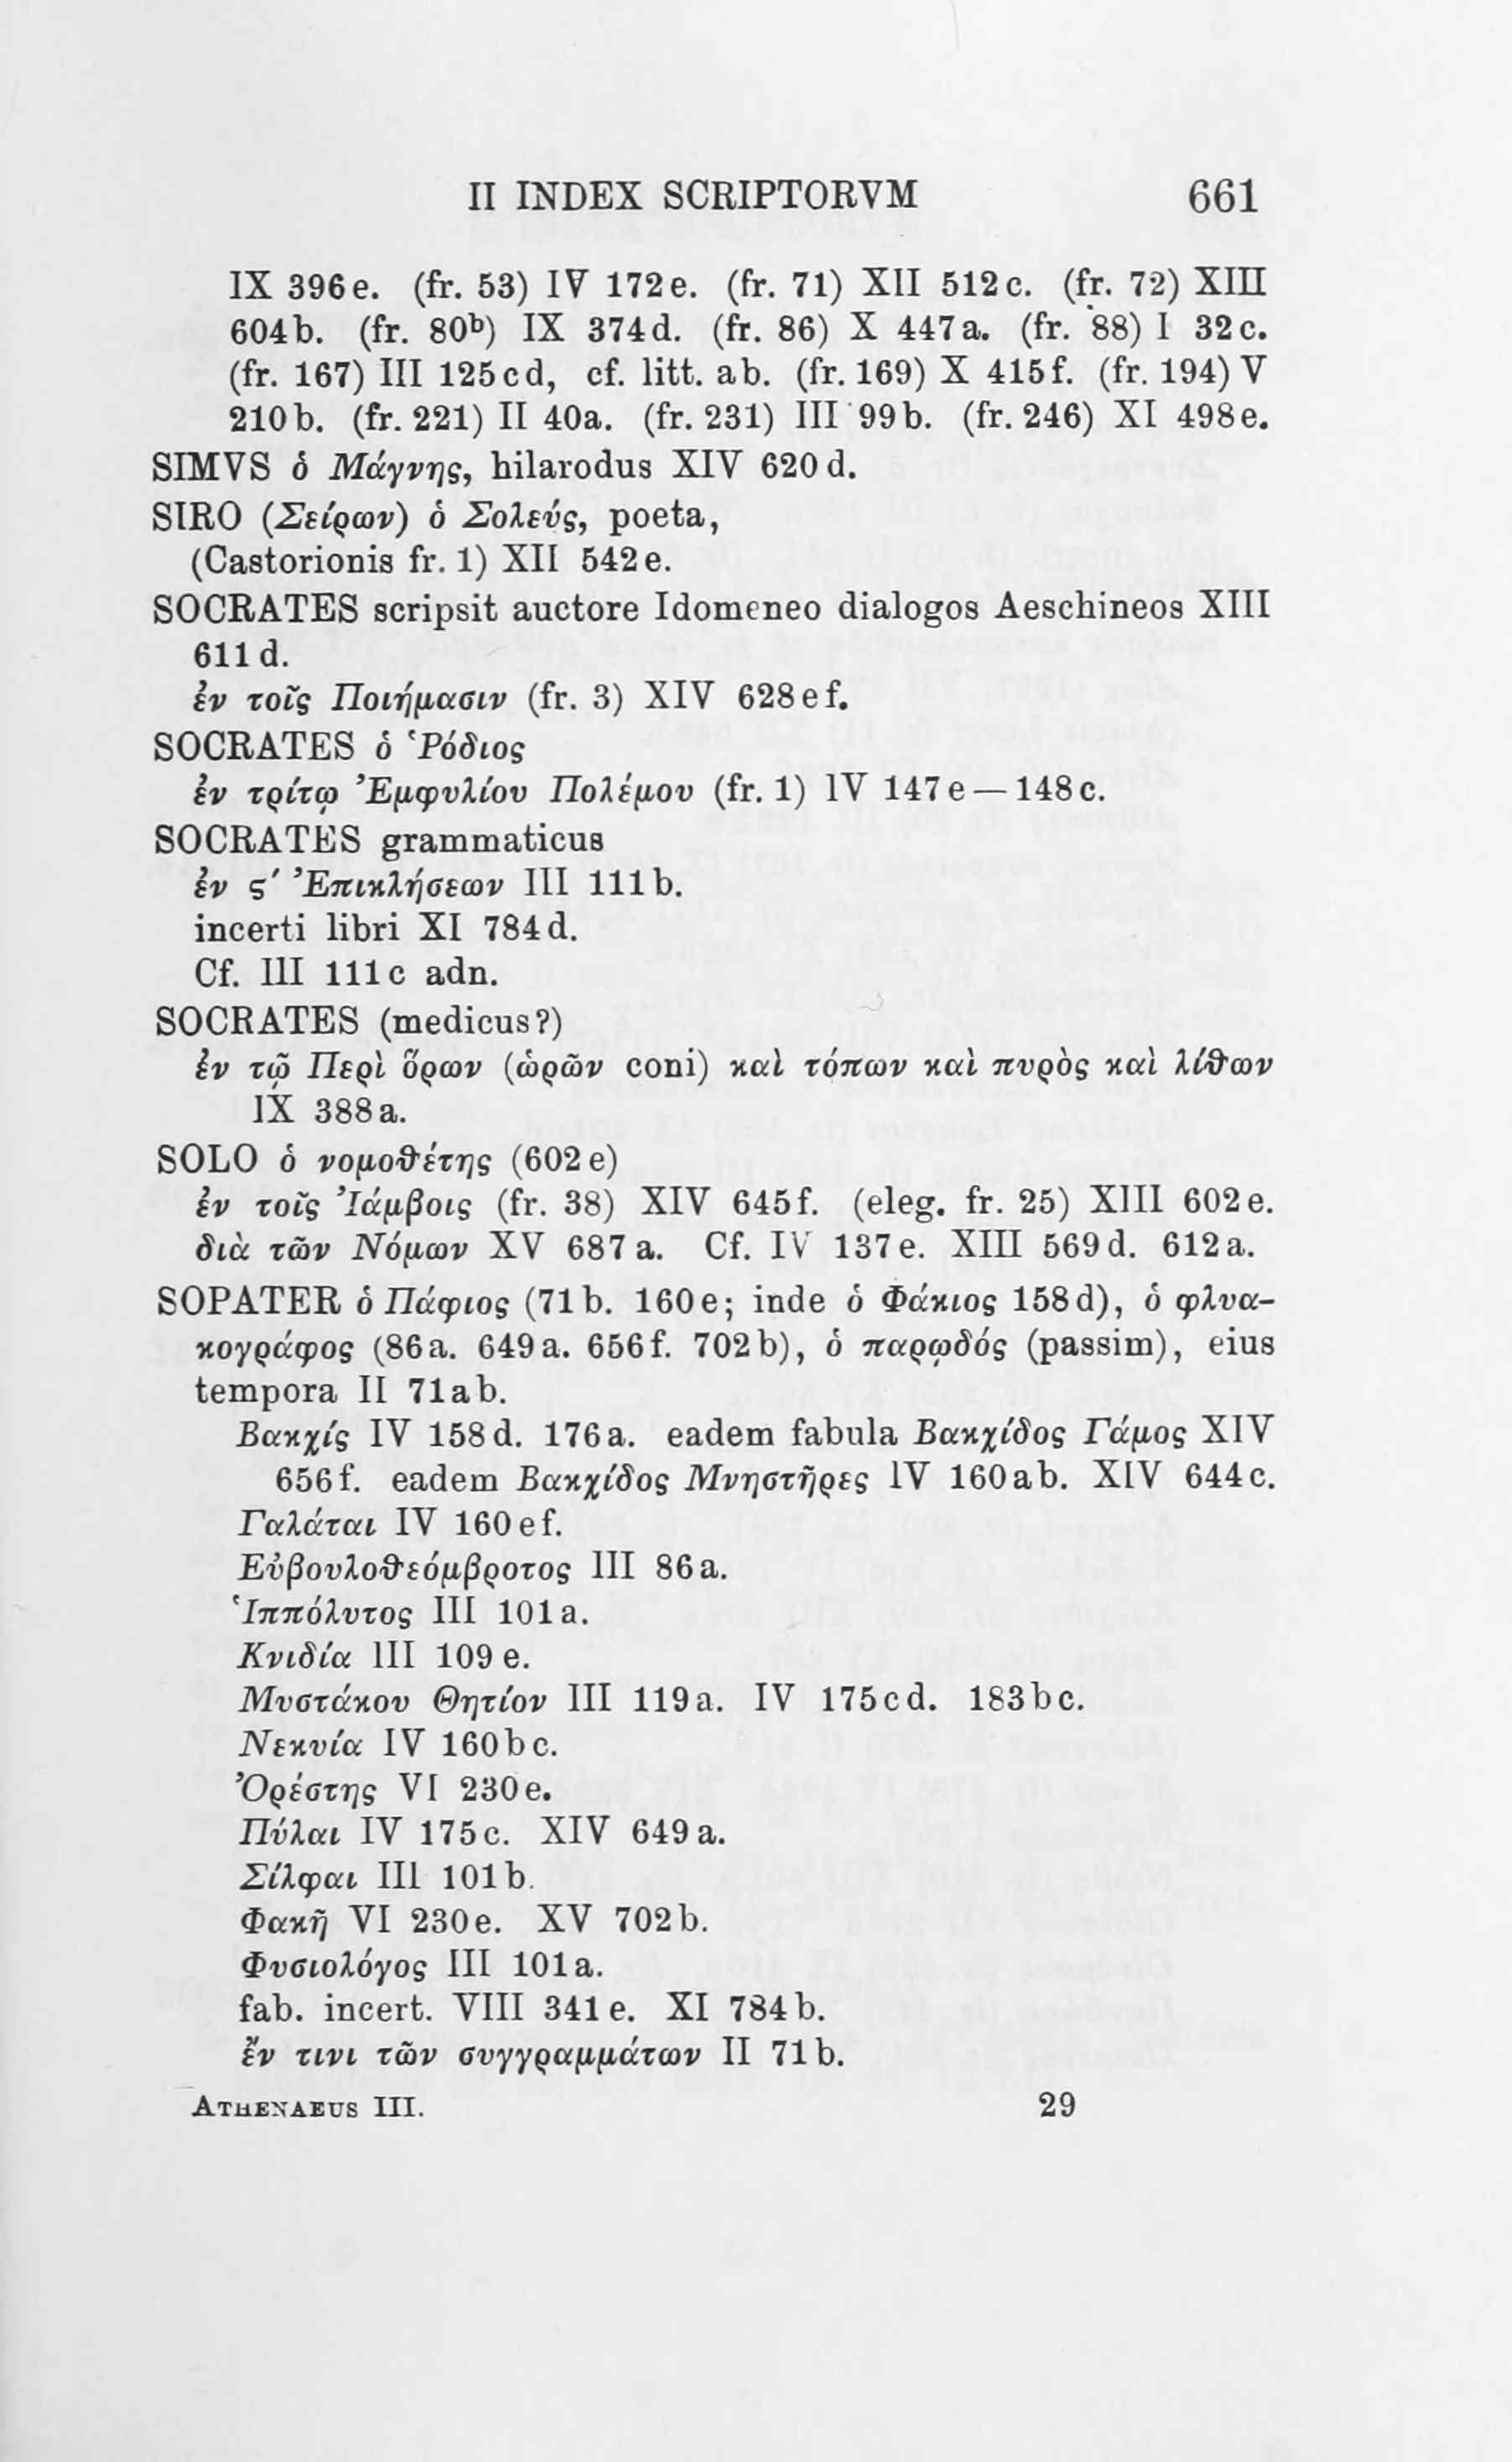 II INDEX SCRIPTORVM 661
IX 396e. (fr. 53) IV 172e. (fr. 71) XII 512c. (fr. 72) XIII
604b. (fr. 80ᵇ) IX 374d. (fr. 86) X 447a. (fr. 88) I 32c.
(fr. 167) III 125cd, cf. litt. ab. (fr. 169) X 415f. (fr. 194) V
210b. (fr. 221) II 40a. (fr. 231) III 99b. (fr. 246) XI 498e.
SIMVS ὁ Μάγνης, hilarodus XIV 620d.
SIRO (Σείρων) ὁ Σολεύς, poeta,
(Castorionis fr. 1) XII 542e.
SOCRATES scripsit auctore Idomeneo dialogos Aeschineos XIII
611d.
ἐν τοῖς Ποιήμασιν (fr. 3) XIV 628ef.
SOCRATES ὁ Ῥόδιος
ἐν τρίτῳ Ἐμφυλίου Πολέμου (fr. 1) IV 147e — 148c.
SOCRATES grammaticus
ἐν ς΄ Ἐπικλήσεων III 111b.
incerti libri XI 784d.
Cf. III 111c adn.
SOCRATES (medicus?)
ἐν τῷ Περὶ ὅρων (ὡρῶν coni) καὶ τόπων καὶ πυρὸς καὶ λίθων
IX 388a.
SOLO ὁ νομοθέτης (602e)
ἐν τοῖς Ἰάμβοις (fr. 38) XIV 645f. (eleg. fr. 25) XIII 602e.
διὰ τῶν Νόμων XV 687a. Cf. IV 137e. XIII 569d. 612a.
SOPATER ὁ Πάφιος (71b. 160e; inde ὁ Φάκιος 158d), ὁ φλυα-
κογράφος (86a. 649a. 656f. 702b), ὁ παρῳδός (passim), eius
tempora II 71ab.
Βακχίς IV 158d. 176a. eadem fabula Βακχίδος Γάμος XIV
656f. eadem Βακχίδος Μνηστῆρες IV 160ab. XIV 644c.
Γαλάται IV 160ef.
Εὐβουλοθεόμβροτος III 86a.
Ἱππόλυτος III 101a.
Κνιδία III 109e.
Μυστάκου Θητίον III 119a. IV 175cd. 183bc.
Νεκυία IV 160bc.
Ὀρέστης VI 230e.
Πύλαι IV 175c. XIV 649a.
Σίλφαι III 101b.
Φακῆ VI 230e. XV 702b.
Φυσιολόγος III 101a.
fab. incert. VIII 341e. XI 784b.
ἔν τινι τῶν συγγραμμάτων II 71b.
ATHENAEUS III. 29